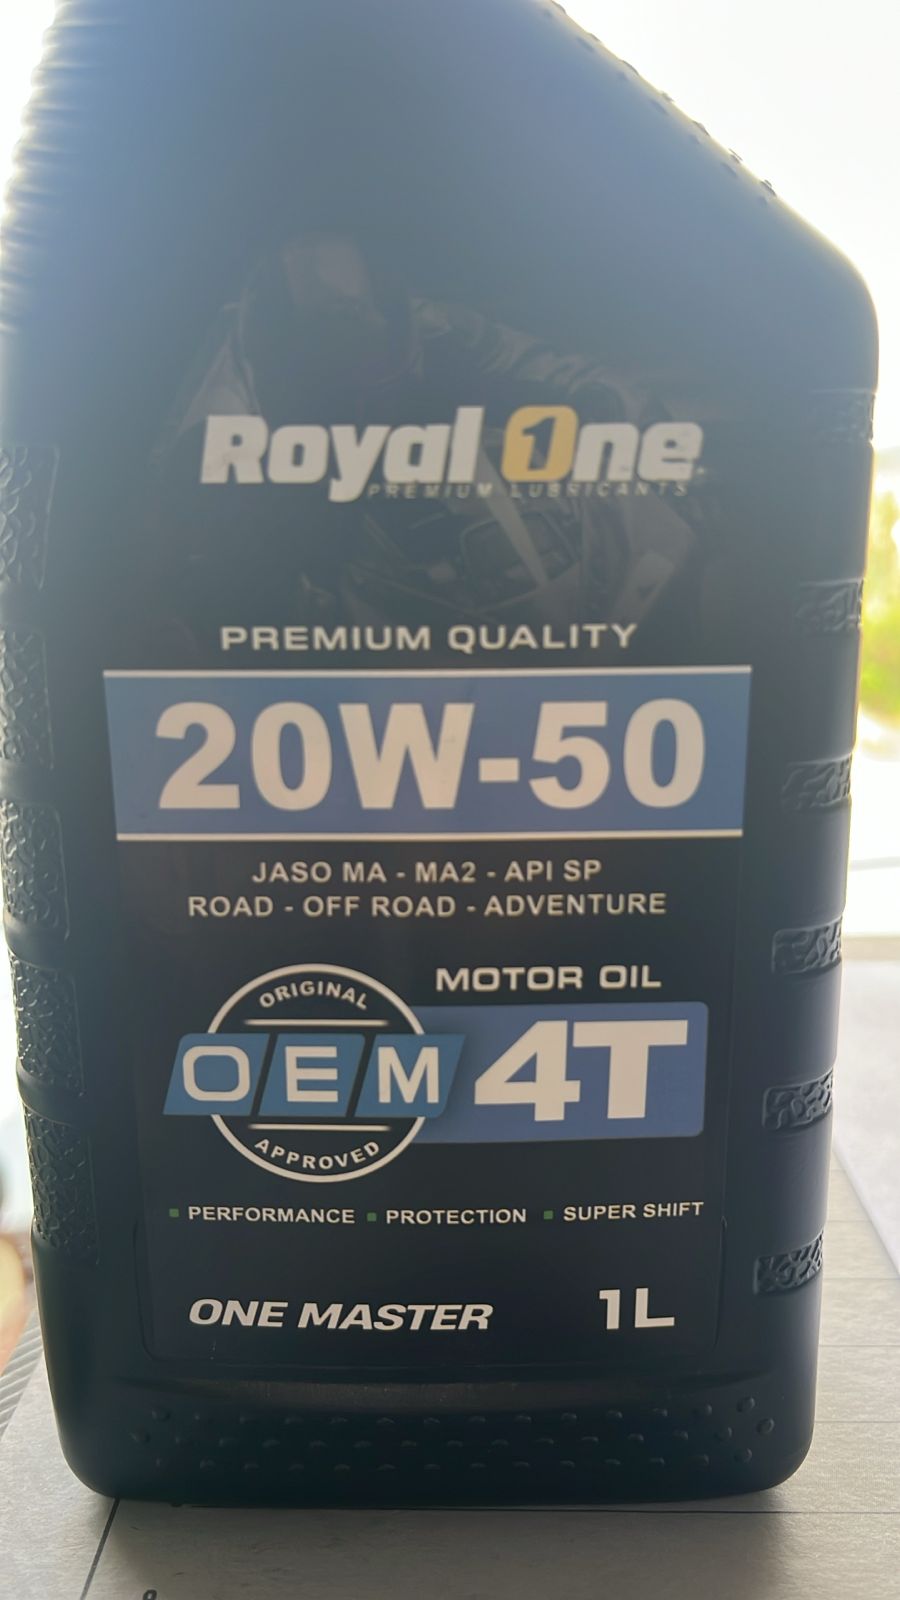 Royal One
PREMIUM LUBRICANTS
PREMIUM QUALITY
20W-50
JASO MA - MA2 - API SP
ROAD - OFF ROAD - ADVENTURE
MOTOR OIL
ORIGINAL
OEM 4T
APPROVED
PERFORMANCE PROTECTION SUPER SHIFT
ONE MASTER 1L